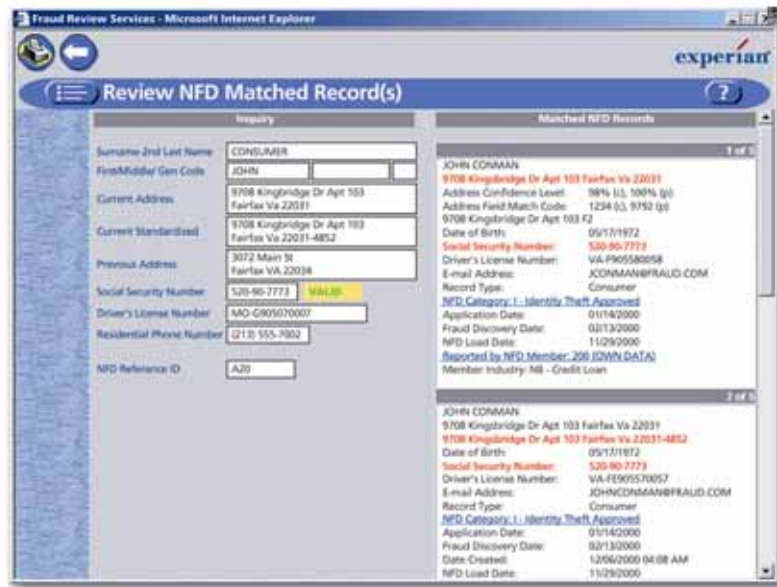 Fraud Review Services - Microsoft Internet Explorer
experian
Review NFD Matched Record(s)
?
Inquiry
Surname 2nd Last Name
CONSUMER
First/Middle/ Gen Code
JOHN
Current Address
9708 Kingbridge Dr Apt 103
Fairfax Va 22031
Current Standardized
9708 Kingbridge Dr Apt 103
Fairfax Va 22031-4852
Previous Address
3072 Main St
Fairfax VA 22034
Social Security Number
520-90-7773
VALID
Driver's License Number
MO-G905070007
Residential Phone Number
(213) 555-7002
NFD Reference ID
A20
Matched NFD Records
1 of 5
JOHN CONMAN
9708 Kingbridge Dr Apt 103 Fairfax Va 22031
Address Confidence Level: 98% (c), 100% (p)
Address Field Match Code: 1234 (c), 9792 (p)
9708 Kingbridge Dr Apt 103 F2
Date of Birth: 05/17/1972
Social Security Number: 520-90-7773
Driver's License Number: VA-F905580058
E-mail Address: JCONMAN@FRAUD.COM
Record Type: Consumer
NFD Category: I - Identity Theft Approved
Application Date: 01/14/2000
Fraud Discovery Date: 02/13/2000
NFD Load Date: 11/29/2000
Reported by NFD Member: 200 (OWN DATA)
Member Industry: NB - Credit Loan
2 of 5
JOHN CONMAN
9708 Kingsbridge Dr Apt 103 Fairfax Va 22031
9708 Kingsbridge Dr Apt 103 Fairfax Va 22031-4852
Date of Birth: 05/17/1972
Social Security Number: 520-90-7773
Driver's License Number: VA-FE905570057
E-mail Address: JOHNCONMAN@FRAUD.COM
Record Type: Consumer
NFD Category: I - Identity Theft Approved
Application Date: 01/14/2000
Fraud Discovery Date: 02/13/2000
Date Created: 12/06/2000 04:08 AM
NFD Load Date: 11/29/2000